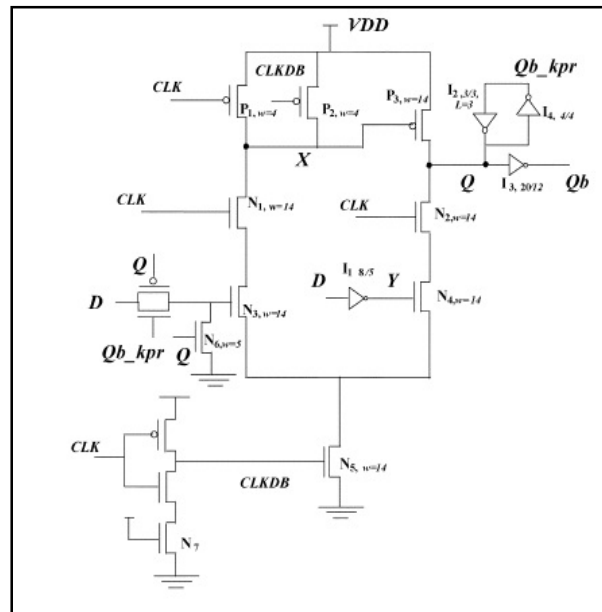 VDD
CLKDB
Qb_kpr
CLK
P1, w=4
P2, w=4
P3, w=14
I2 ,3/3,
L=3
I4, 4/4
X
Q
I3, 20/12
Qb
CLK
N1, w=14
CLK
N2,w=14
Q
D
I1 8/5
Y
D
N3, w=14
N4,w=14
Qb_kpr
Q
N6,w=5
CLK
CLKDB
N5, w=14
N7